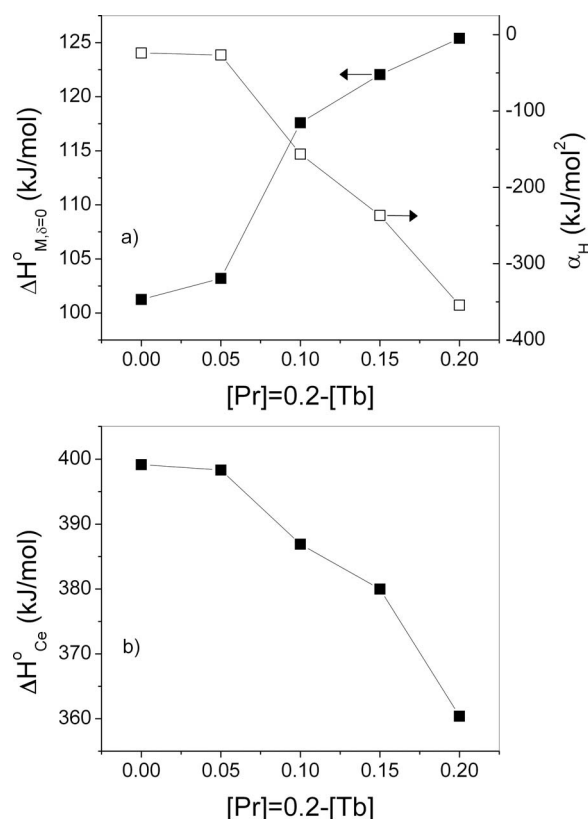 125
120
115
110
105
100
ΔH°M,δ=0 (kJ/mol)
0
-100
-200
-300
-400
αH (kJ/mol²)
a)
0.00 0.05 0.10 0.15 0.20
[Pr]=0.2-[Tb]
400
390
380
370
360
ΔH°Ce (kJ/mol)
b)
0.00 0.05 0.10 0.15 0.20
[Pr]=0.2-[Tb]